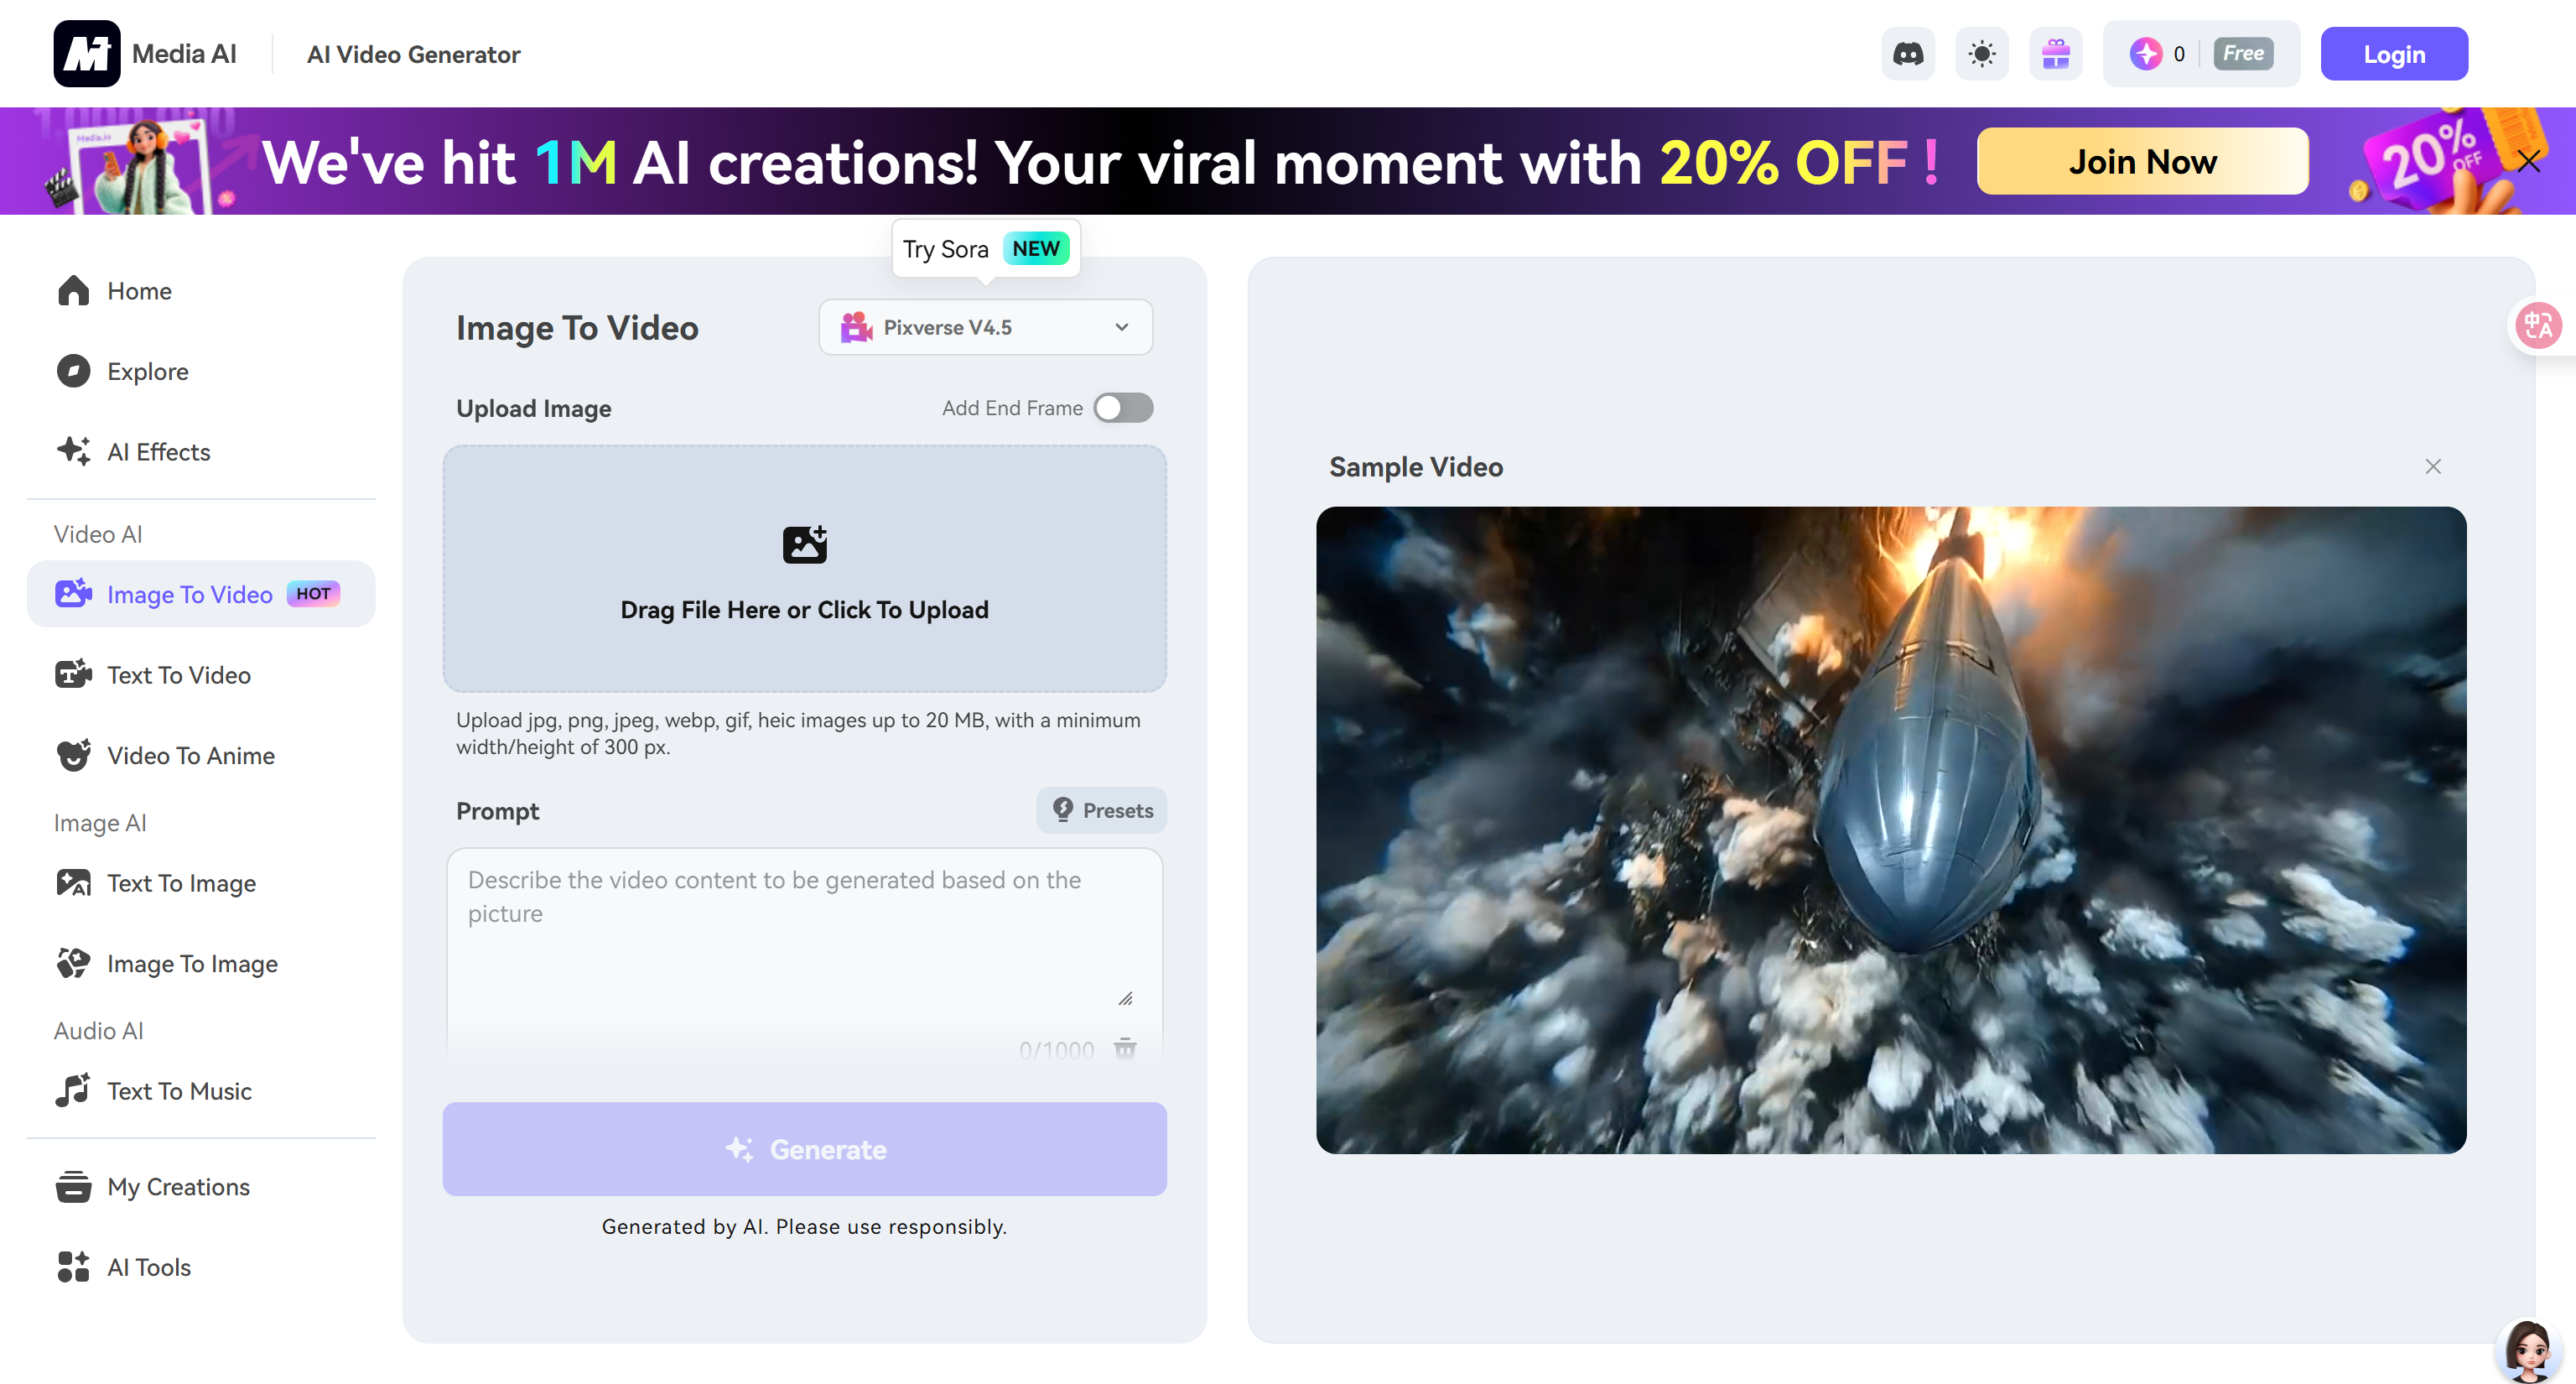 Media AI
AI Video Generator
0
Free
Login
We've hit 1M AI creations! Your viral moment with 20% OFF !
Join Now
20%
OFF
Media.io
Try Sora NEW
Home
Explore
AI Effects
Video AI
Image To Video HOT
Text To Video
Video To Anime
Image AI
Text To Image
Image To Image
Audio AI
Text To Music
My Creations
AI Tools
Image To Video
Pixverse V4.5
Upload Image
Add End Frame
Drag File Here or Click To Upload
Upload jpg, png, jpeg, webp, gif, heic images up to 20 MB, with a minimum
width/height of 300 px.
Prompt
Presets
Describe the video content to be generated based on the
picture
0/1000
Generate
Generated by AI. Please use responsibly.
Sample Video
中 A